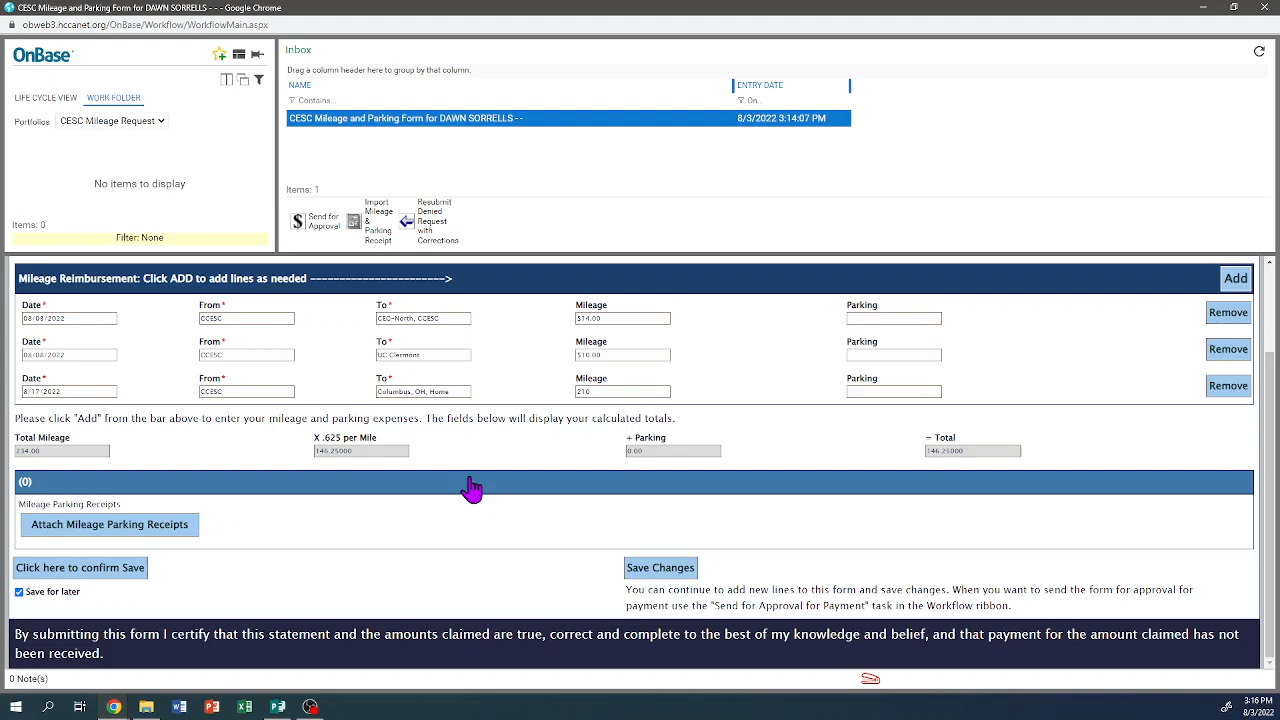 CESC Mileage and Parking Form for DAWN SORRELLS - - - Google Chrome
obweb3.hccanet.org/OnBase/Workflow/WorkflowMain.aspx
OnBase
LIFE CYCLE VIEW WORK FOLDER
Portfolios CESC Mileage Request
No items to display
Items: 0
Filter: None
Inbox
Drag a column header here to group by that column.
NAME ENTRY DATE
Contains... On...
CESC Mileage and Parking Form for DAWN SORRELLS - - 8/3/2022 3:14:07 PM
Items: 1
Send for
Approval
Import
Mileage
&
Parking
Receipt
Resubmit
Denied
Request
with
Corrections
Mileage Reimbursement: Click ADD to add lines as needed ----------------------> Add
Date* From* To* Mileage Parking
08/03/2022 CCESC CEC-North, CCESC 514.00 Remove
Date* From* To* Mileage Parking
08/08/2022 CCESC UC Clermont 510.00 Remove
Date* From* To* Mileage Parking
8/17/2022 CCESC Columbus, OH, Home 210 Remove
Please click "Add" from the bar above to enter your mileage and parking expenses. The fields below will display your calculated totals.
Total Mileage X .625 per Mile + Parking = Total
234.00 146.25000 0.00 146.25000
(0)
Mileage Parking Receipts
Attach Mileage Parking Receipts
Click here to confirm Save Save Changes
Save for later
You can continue to add new lines to this form and save changes. When you want to send the form for approval for
payment use the "Send for Approval for Payment" task in the Workflow ribbon.
By submitting this form I certify that this statement and the amounts claimed are true, correct and complete to the best of my knowledge and belief, and that payment for the amount claimed has not
been received.
0 Note(s)
3:16 PM
8/3/2022